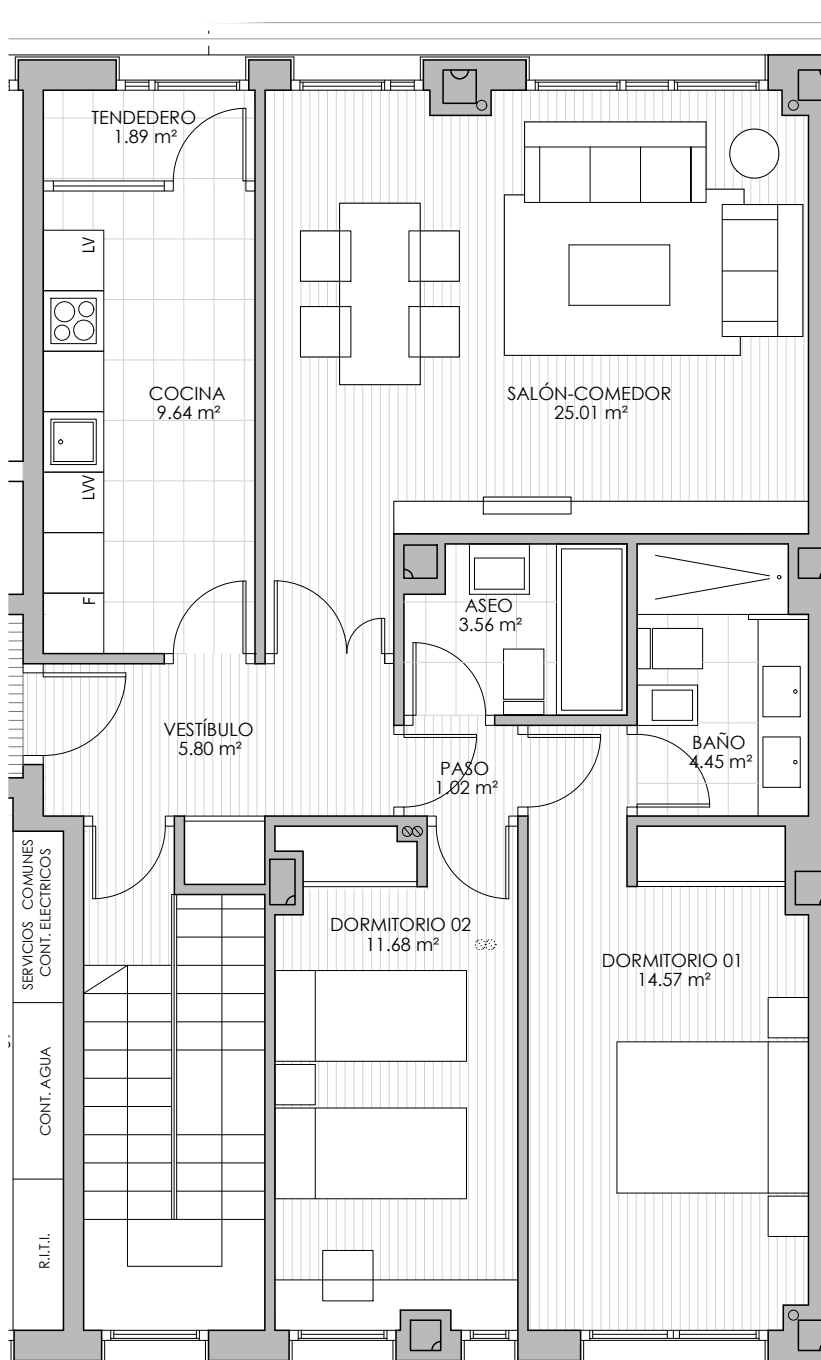 TENDEDERO
1.89 m²
LV
COCINA
9.64 m²
SALÓN-COMEDOR
25.01 m²
LVV
F
ASEO
3.56 m²
VESTÍBULO
5.80 m²
PASO
1.02 m²
BAÑO
4.45 m²
SERVICIOS COMUNES
CONT. ELECTRICOS
DORMITORIO 02
11.68 m²
DORMITORIO 01
14.57 m²
CONT. AGUA
R.I.T.I.